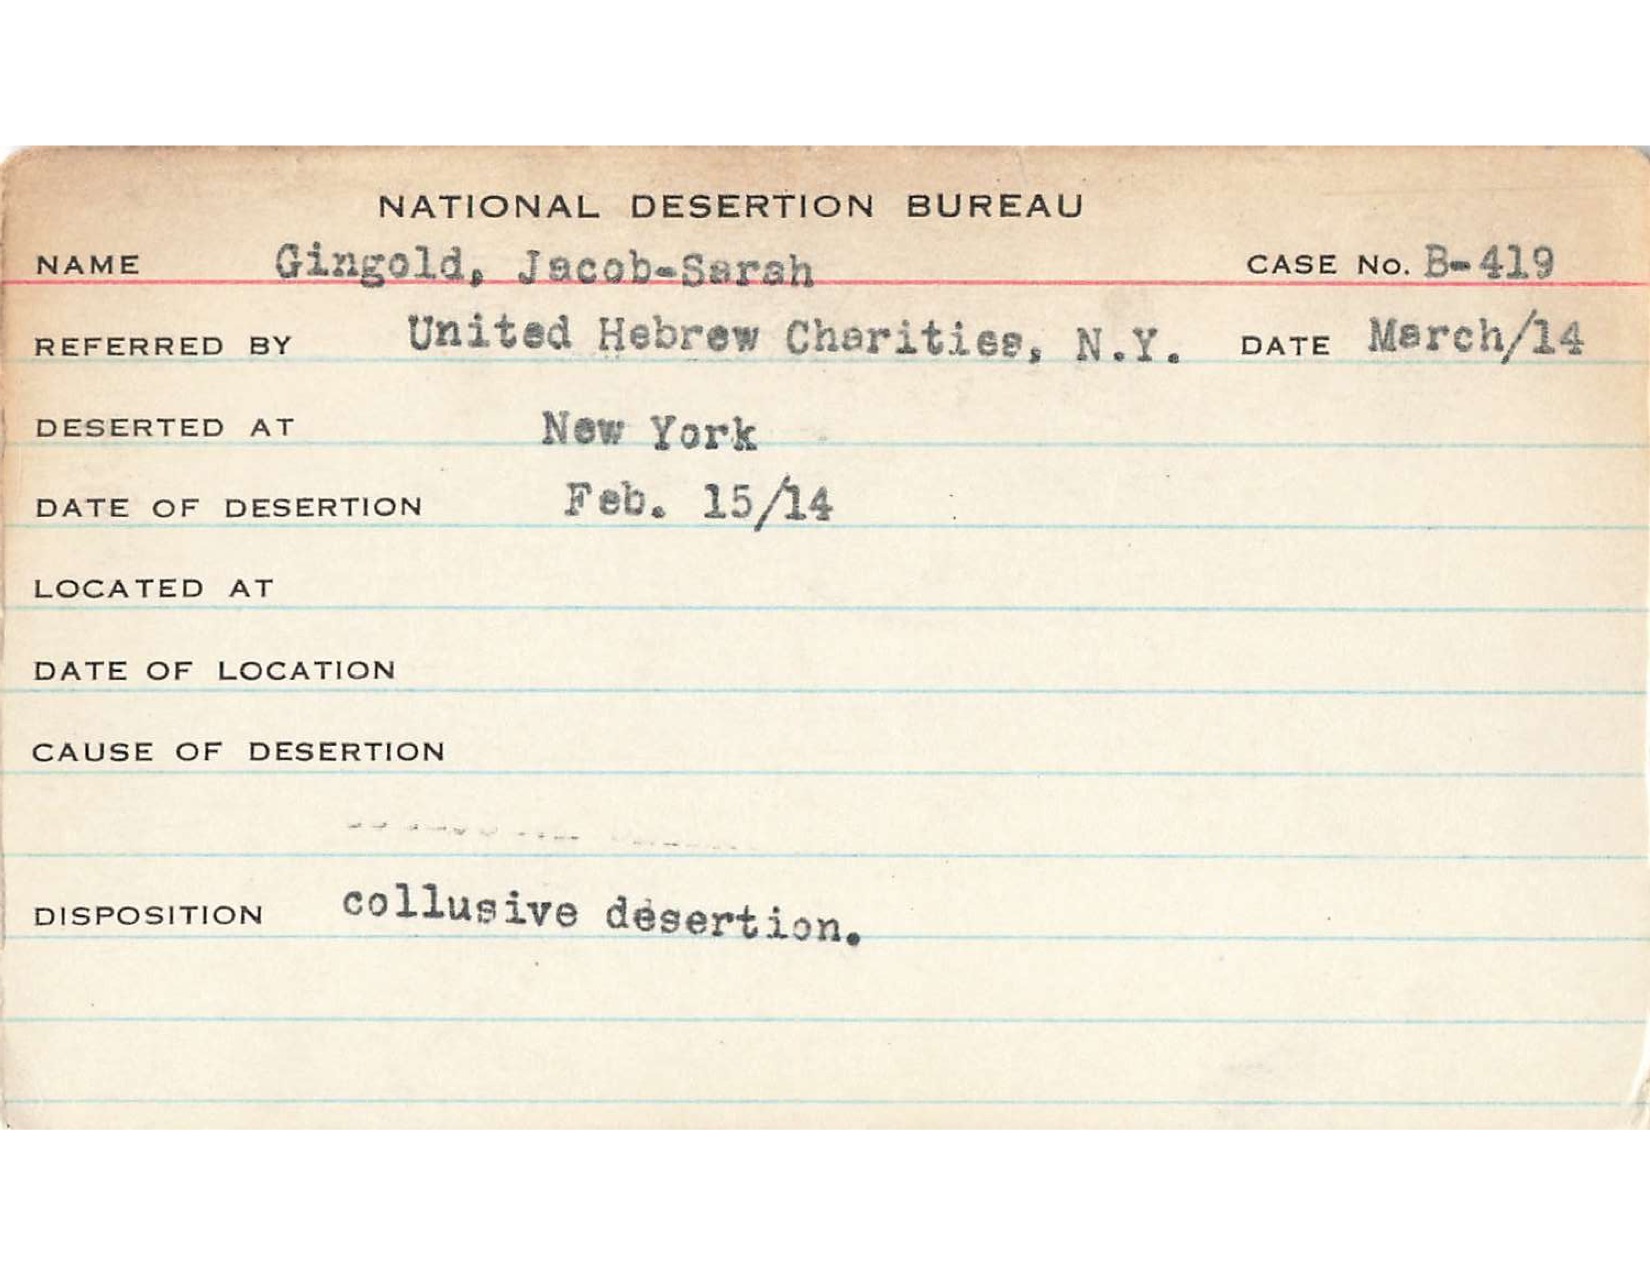 NATIONAL DESERTION BUREAU
NAME Gingold, Jacob-Sarah CASE No. B-419
REFERRED BY United Hebrew Charities, N.Y. DATE March/14
DESERTED AT New York
DATE OF DESERTION Feb. 15/14
LOCATED AT
DATE OF LOCATION
CAUSE OF DESERTION
DISPOSITION collusive desertion.